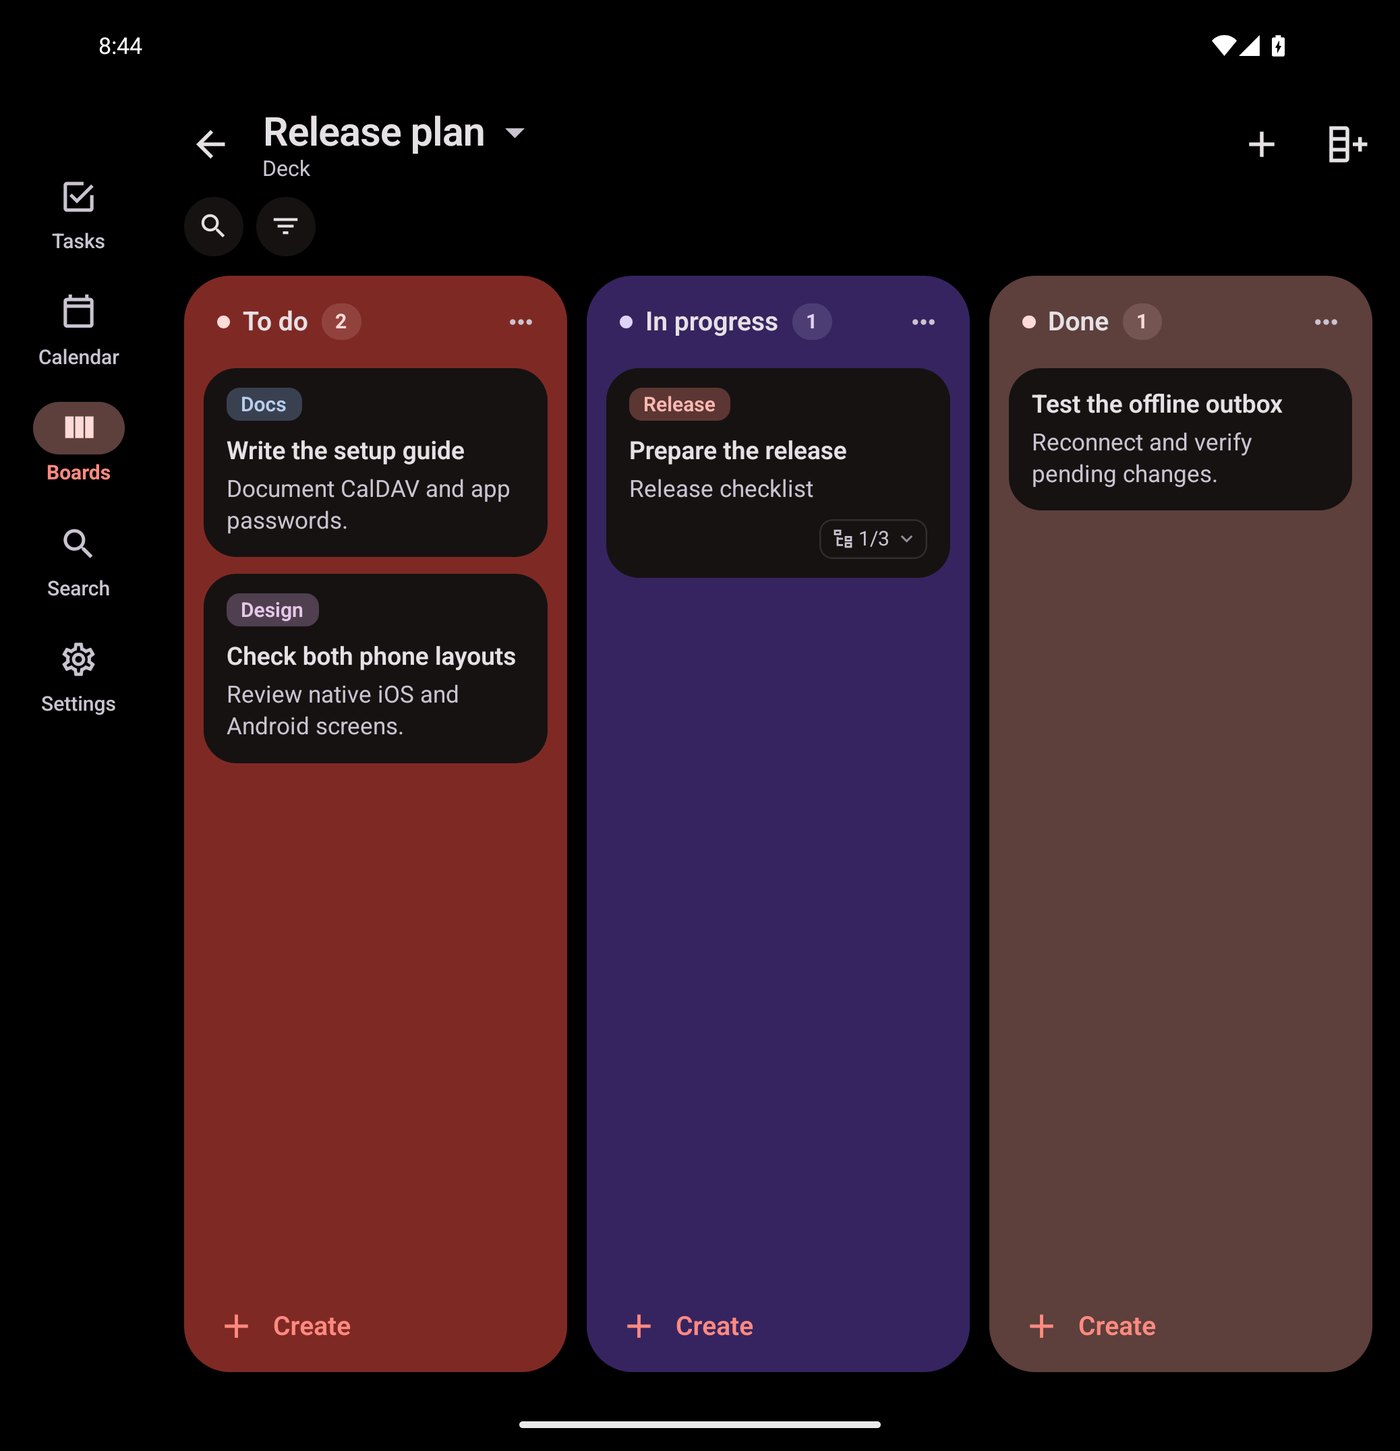 8:44
Release plan
Deck
Tasks
Calendar
Boards
Search
Settings
To do 2
Docs
Write the setup guide
Document CalDAV and app
passwords.
Design
Check both phone layouts
Review native iOS and
Android screens.
Create
In progress 1
Release
Prepare the release
Release checklist
1/3
Create
Done 1
Test the offline outbox
Reconnect and verify
pending changes.
Create